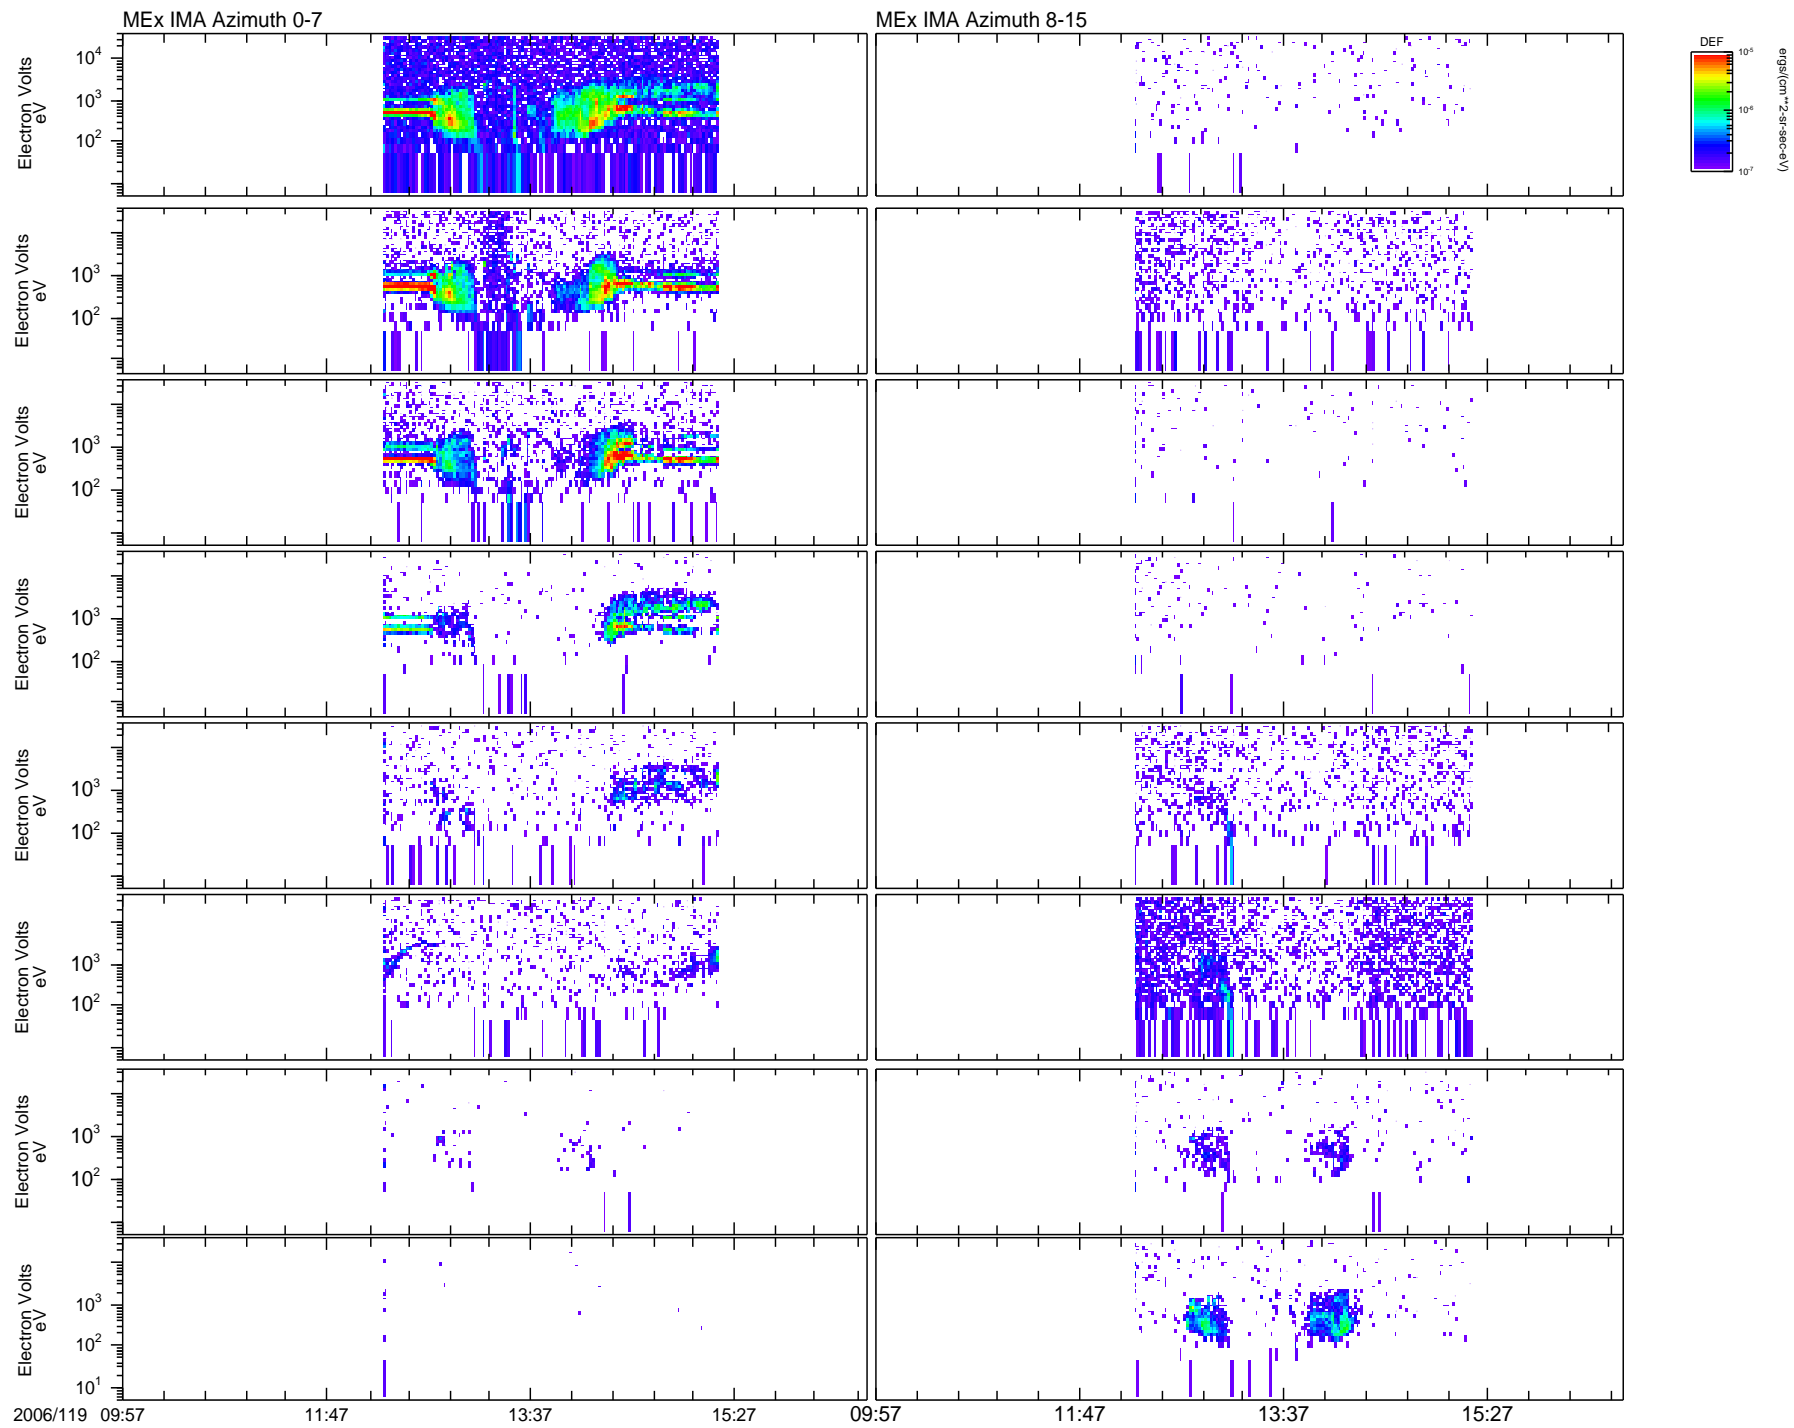 MEx IMA Azimuth 0-7
MEx IMA Azimuth 8-15
DEF
10-5
10-6
10-7
ergs/(cm**2-sr-sec-eV)
Electron Volts
eV
104
103
102
Electron Volts
eV
103
102
Electron Volts
eV
103
102
Electron Volts
eV
103
102
Electron Volts
eV
103
102
Electron Volts
eV
103
102
Electron Volts
eV
103
102
Electron Volts
eV
103
102
101
2006/119 09:57 11:47 13:37 15:27 09:57 11:47 13:37 15:27